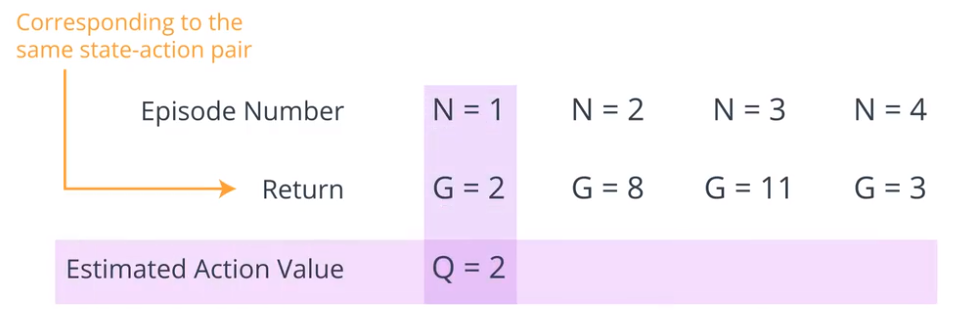 Corresponding to the
same state-action pair
Episode Number N = 1 N = 2 N = 3 N = 4
Return G = 2 G = 8 G = 11 G = 3
Estimated Action Value Q = 2